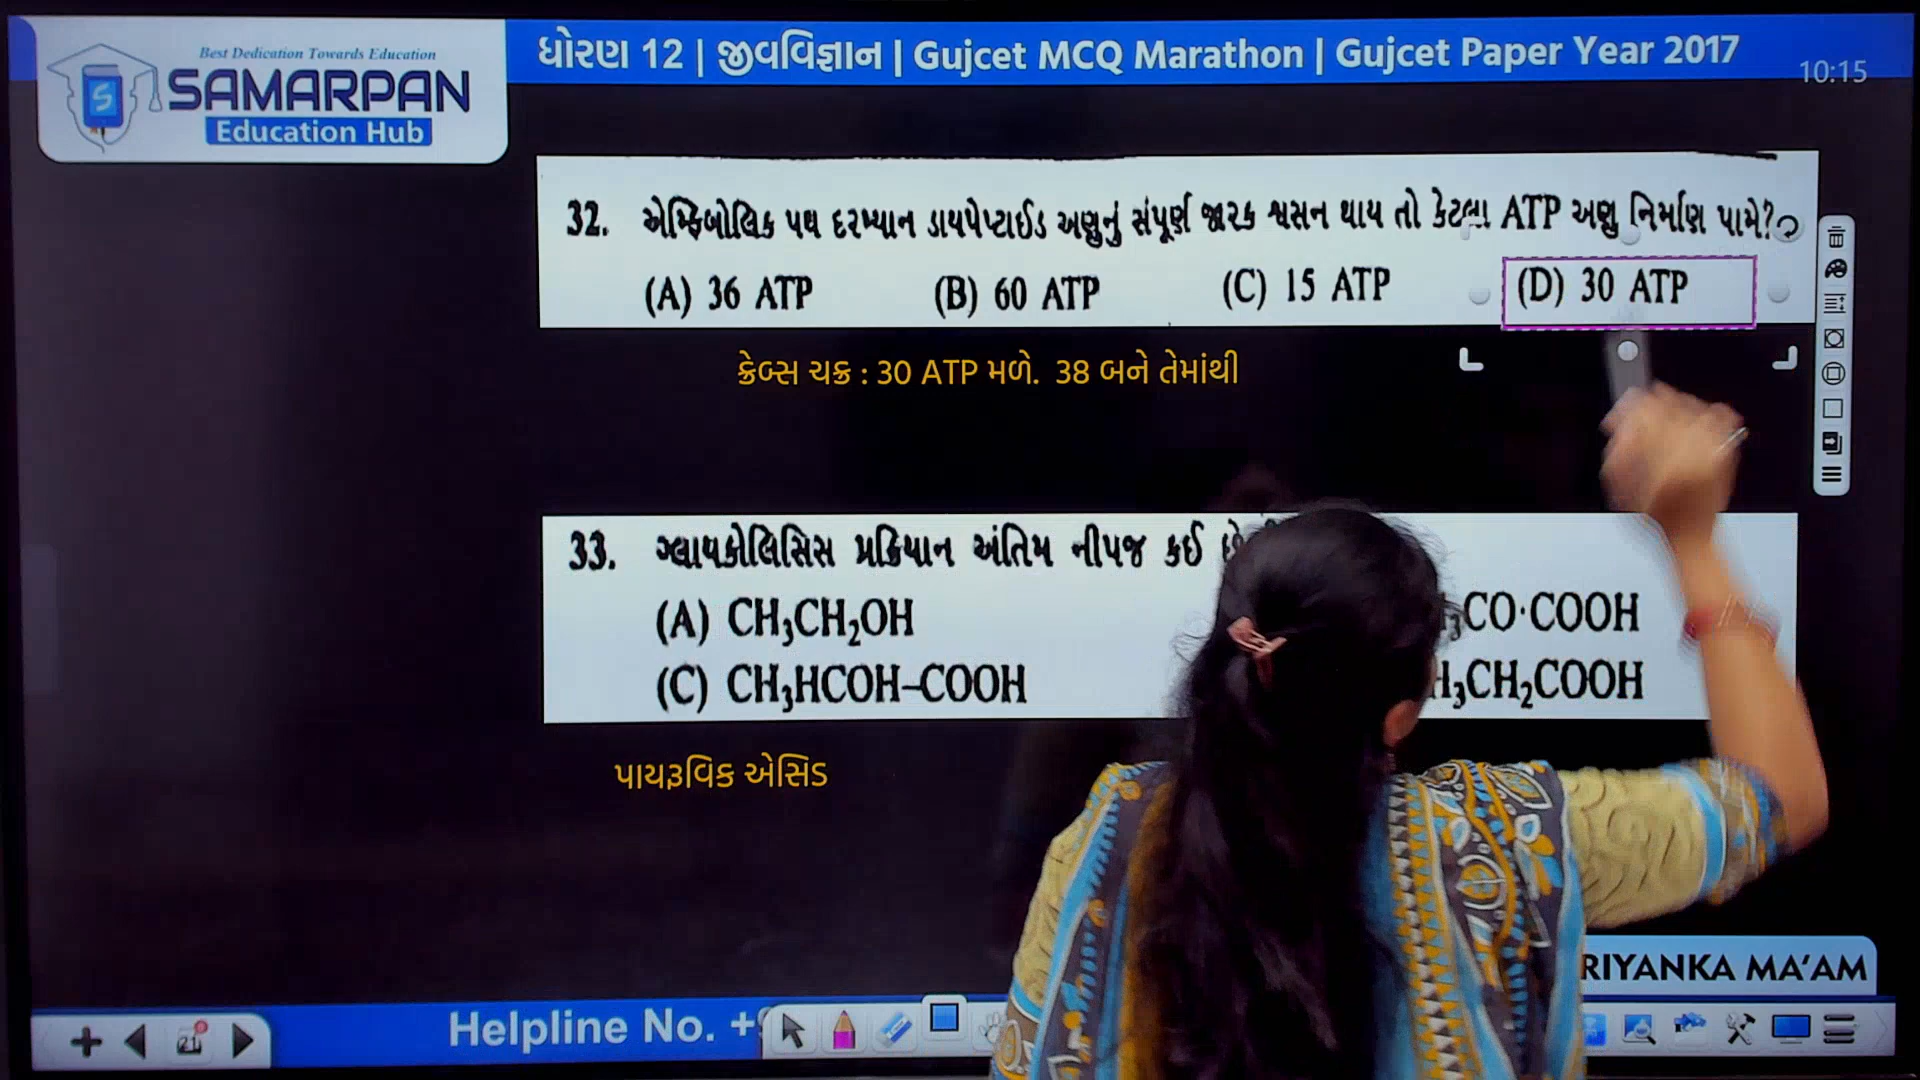 Best Dedication Towards Education
SAMARPAN
Education Hub
ધોરણ 12 | જીવવિજ્ઞાન | Gujcet MCQ Marathon | Gujcet Paper Year 2017
10:15
32. એમ્ફિબોલિક પથ દરમ્યાન ડાયપેપ્ટાઈડ અણુનું સંપૂર્ણ જારક શ્વસન થાય તો કેટલા ATP અણુ નિર્માણ પામે?
(A) 36 ATP (B) 60 ATP (C) 15 ATP (D) 30 ATP
ક્રેબ્સ ચક્ર : 30 ATP મળે. 38 બને તેમાંથી
33. ગ્લાયકોલિસિસ પ્રક્રિયાન અંતિમ નીપજ કઈ
(A) CH₃CH₂OH ₃CO·COOH
(C) CH₃HCOH–COOH H₃CH₂COOH
પાયરૂવિક એસિડ
RIYANKA MA'AM
Helpline No. +
21